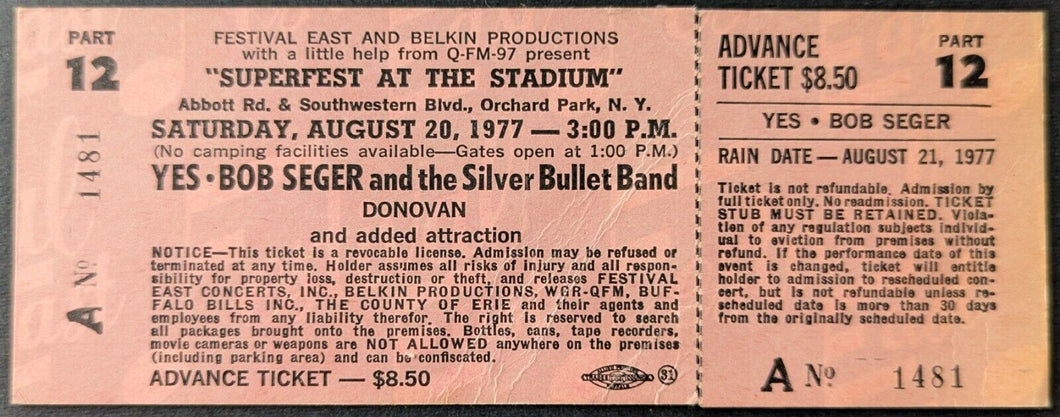 PART
12
A Nº 1481
FESTIVAL EAST AND BELKIN PRODUCTIONS
with a little help from Q-FM-97 present
"SUPERFEST AT THE STADIUM"
Abbott Rd. & Southwestern Blvd., Orchard Park, N. Y.
SATURDAY, AUGUST 20, 1977 — 3:00 P.M.
(No camping facilities available—Gates open at 1:00 P.M.)
YES • BOB SEGER and the Silver Bullet Band
DONOVAN
and added attraction
NOTICE—This ticket is a revocable license. Admission may be refused or
terminated at any time. Holder assumes all risks of injury and all respon-
sibility for property loss, destruction or theft, and releases FESTIVAL
EAST CONCERTS, INC., BELKIN PRODUCTIONS, WGR-QFM, BUF-
FALO BILLS INC., THE COUNTY OF ERIE and their agents and
employees from any liability therefor. The right is reserved to search
all packages brought onto the premises. Bottles, cans, tape recorders,
movie cameras or weapons are NOT ALLOWED anywhere on the premises
(including parking area) and can be confiscated.
ADVANCE TICKET — $8.50
31
ADVANCE
TICKET $8.50
PART
12
YES • BOB SEGER
RAIN DATE — AUGUST 21, 1977
Ticket is not refundable. Admission by
full ticket only. No readmission. TICKET
STUB MUST BE RETAINED. Viola-
tion of any regulation subjects individ-
ual to eviction from premises without
refund. If the performance date of this
event is changed, ticket will entitle
holder to admission to rescheduled con-
cert, but is not refundable unless re-
scheduled date is more than 30 days
from the originally scheduled date.
A Nº 1481